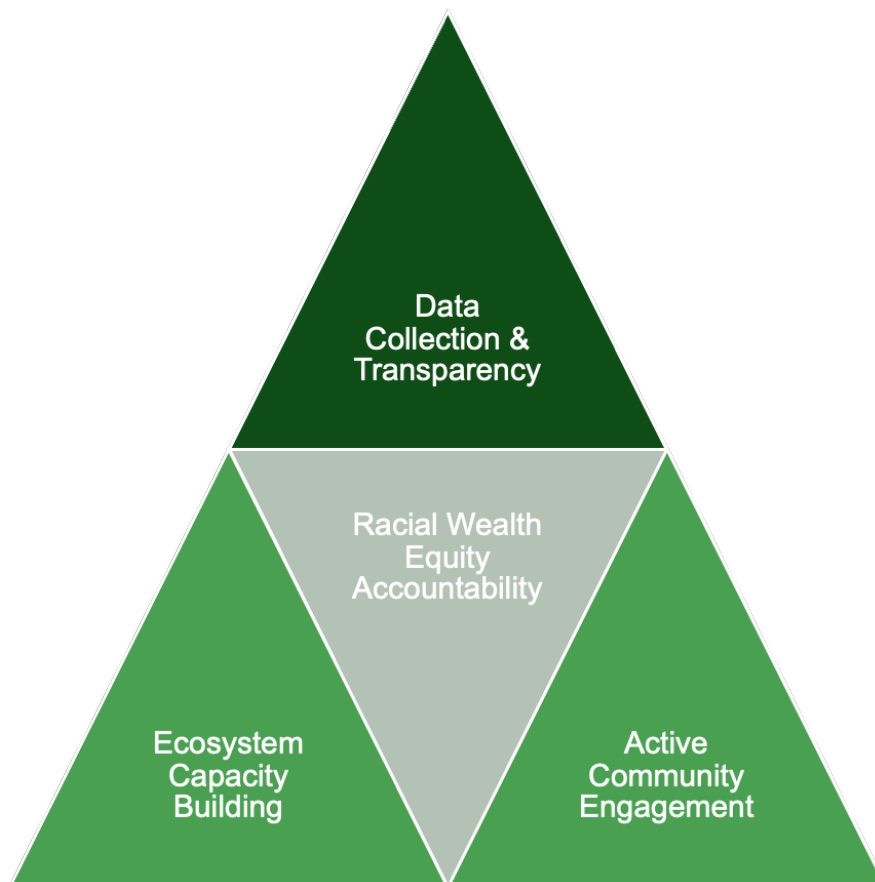 Data
Collection &
Transparency
Racial Wealth
Equity
Accountability
Ecosystem
Capacity
Building
Active
Community
Engagement